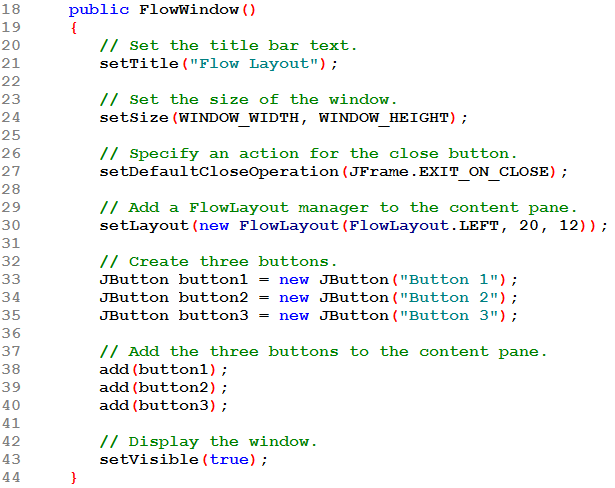 18 public FlowWindow()
19 {
20 // Set the title bar text.
21 setTitle("Flow Layout");
22
23 // Set the size of the window.
24 setSize(WINDOW_WIDTH, WINDOW_HEIGHT);
25
26 // Specify an action for the close button.
27 setDefaultCloseOperation(JFrame.EXIT_ON_CLOSE);
28
29 // Add a FlowLayout manager to the content pane.
30 setLayout(new FlowLayout(FlowLayout.LEFT, 20, 12));
31
32 // Create three buttons.
33 JButton button1 = new JButton("Button 1");
34 JButton button2 = new JButton("Button 2");
35 JButton button3 = new JButton("Button 3");
36
37 // Add the three buttons to the content pane.
38 add(button1);
39 add(button2);
40 add(button3);
41
42 // Display the window.
43 setVisible(true);
44 }